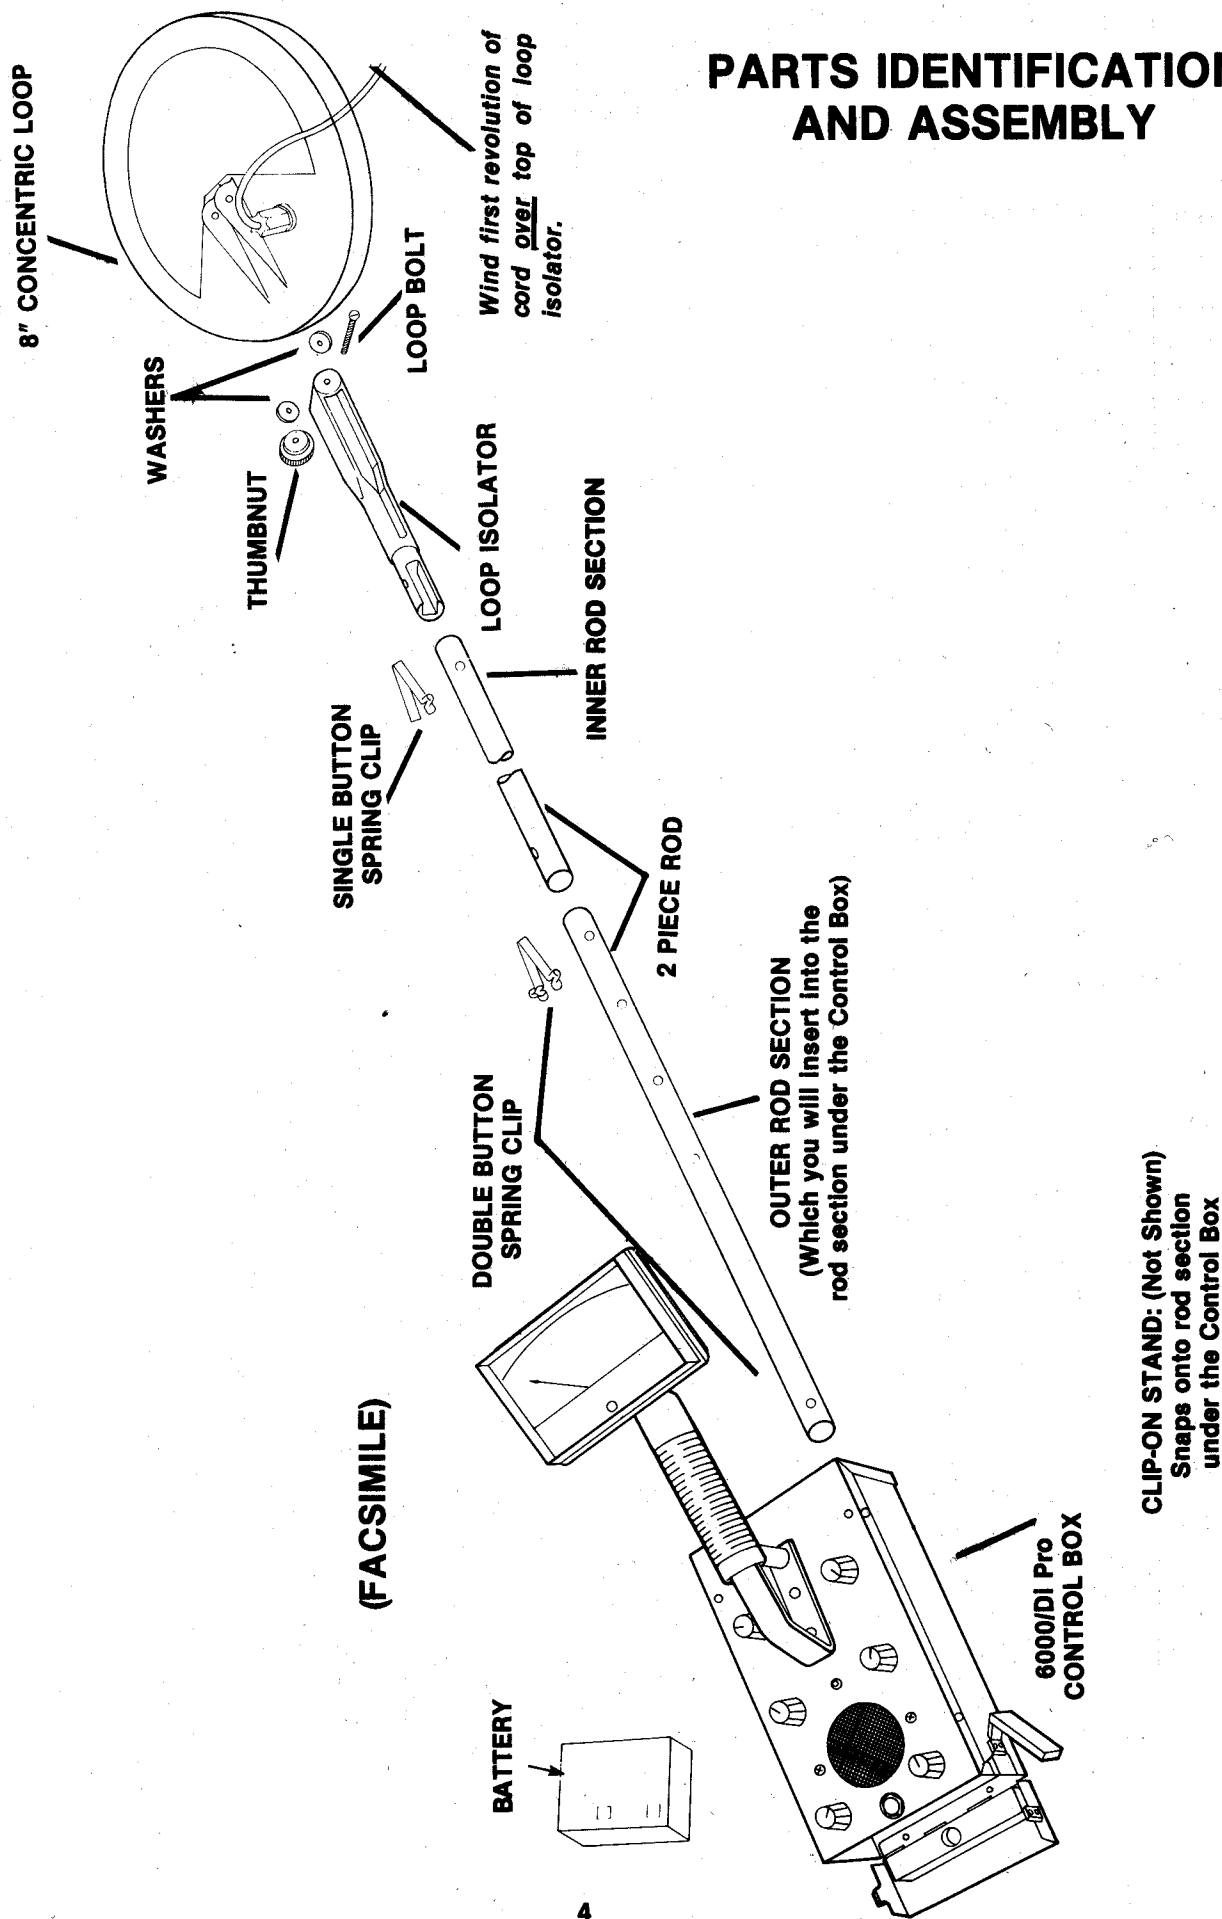 PARTS IDENTIFICATIO
AND ASSEMBLY
8" CONCENTRIC LOOP
Wind first revolution of
cord over top of loop
isolator.
WASHERS
LOOP BOLT
THUMBNUT
LOOP ISOLATOR
INNER ROD SECTION
SINGLE BUTTON
SPRING CLIP
2 PIECE ROD
DOUBLE BUTTON
SPRING CLIP
OUTER ROD SECTION
(Which you will insert into the
rod section under the Control Box)
(FACSIMILE)
CLIP-ON STAND: (Not Shown)
Snaps onto rod section
under the Control Box
6000/DI Pro
CONTROL BOX
BATTERY
4